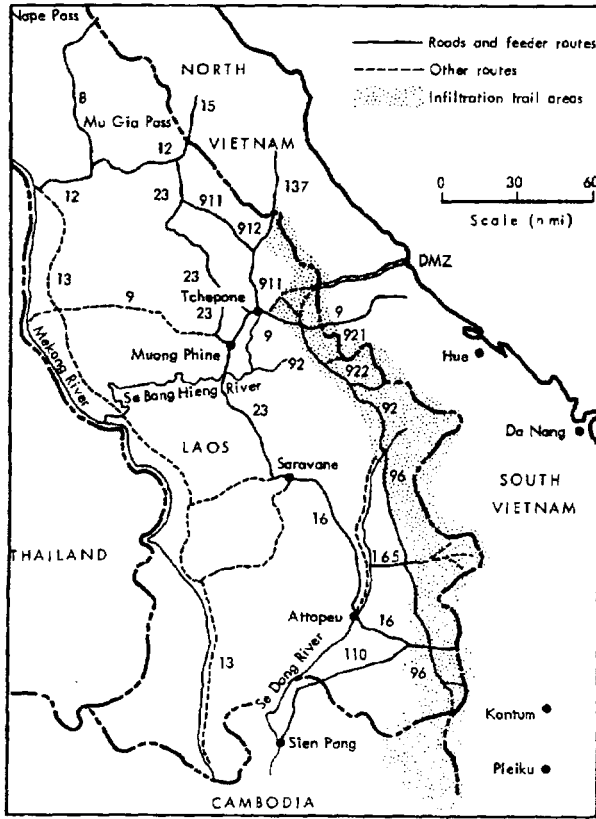 Nape Pass
Roads and feeder routes
Other routes
Infiltration trail areas
NORTH
8
15
Mu Gia Pass
VIETNAM
12
137
0 30 60
Scale (n mi)
12
23
911
912
DMZ
13
9
23
911
Tchepone
23
9
921
9
Mekong River
Muong Phine
922
Hue
92
Se Bang Hieng River
23
92
Da Nang
LAOS
96
SOUTH
VIETNAM
Saravane
16
THAILAND
165
Attopeu
16
110
Se Dong River
13
96
Kontum
Sien Pang
Pleiku
CAMBODIA